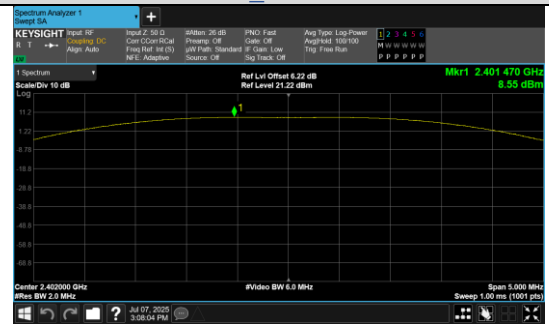 Spectrum Analyzer 1
Swept SA
+
KEYSIGHT
R T
LV
Input: RF
Coupling: DC
Align: Auto
Input Z: 50 Ω
Corr CCorr RCal
Freq Ref: Int (S)
NFE: Adaptive
#Atten: 26 dB
Preamp: Off
µW Path: Standard
Source: Off
PNO: Fast
Gate: Off
IF Gain: Low
Sig Track: Off
Avg Type: Log-Power
Avg|Hold: 100/100
Trig: Free Run
1 2 3 4 5 6
M W W W W W
P P P P P P
1 Spectrum
Scale/Div 10 dB
Log
Ref Lvl Offset 6.22 dB
Ref Level 21.22 dBm
Mkr1 2.401 470 GHz
8.55 dBm
1
11.2
1.22
-8.78
-18.8
-28.8
-38.8
-48.8
-58.8
-68.8
Center 2.402000 GHz
#Res BW 2.0 MHz
#Video BW 6.0 MHz
Span 5.000 MHz
Sweep 1.00 ms (1001 pts)
?
Jul 07, 2025
3:08:04 PM